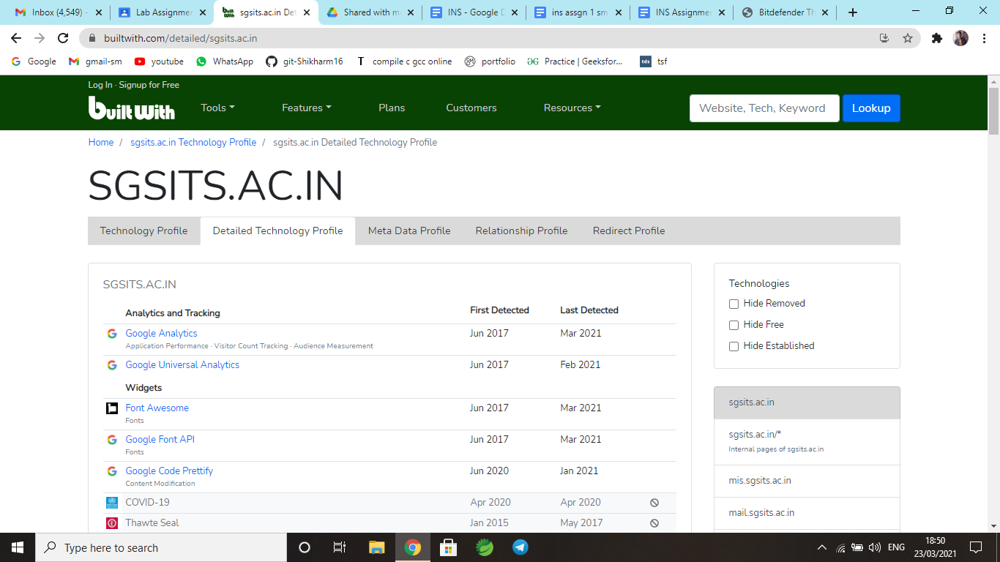 Inbox (4,549) -
Lab Assignmen
sgsits.ac.in Det
Shared with m
INS - Google D
ins assgn 1 sm
INS Assignmen
Bitdefender Th
builtwith.com/detailed/sgsits.ac.in
Google
gmail-sm
youtube
WhatsApp
git-Shikharm16
T compile c gcc online
portfolio
Practice | Geeksfor...
tds tsf
Log In · Signup for Free
built With
Tools
Features
Plans
Customers
Resources
Website, Tech, Keyword
Lookup
Home / sgsits.ac.in Technology Profile / sgsits.ac.in Detailed Technology Profile
SGSITS.AC.IN
Technology Profile
Detailed Technology Profile
Meta Data Profile
Relationship Profile
Redirect Profile
SGSITS.AC.IN
Analytics and Tracking First Detected Last Detected
Google Analytics Jun 2017 Mar 2021
Application Performance · Visitor Count Tracking · Audience Measurement
Google Universal Analytics Jun 2017 Feb 2021
Widgets
Font Awesome Jun 2017 Mar 2021
Fonts
Google Font API Jun 2017 Mar 2021
Fonts
Google Code Prettify Jun 2020 Jan 2021
Content Modification
COVID-19 Apr 2020 Apr 2020
Thawte Seal Jan 2015 May 2017
Technologies
Hide Removed
Hide Free
Hide Established
sgsits.ac.in
sgsits.ac.in/*
Internal pages of sgsits.ac.in
mis.sgsits.ac.in
mail.sgsits.ac.in
Type here to search
ENG
18:50
23/03/2021